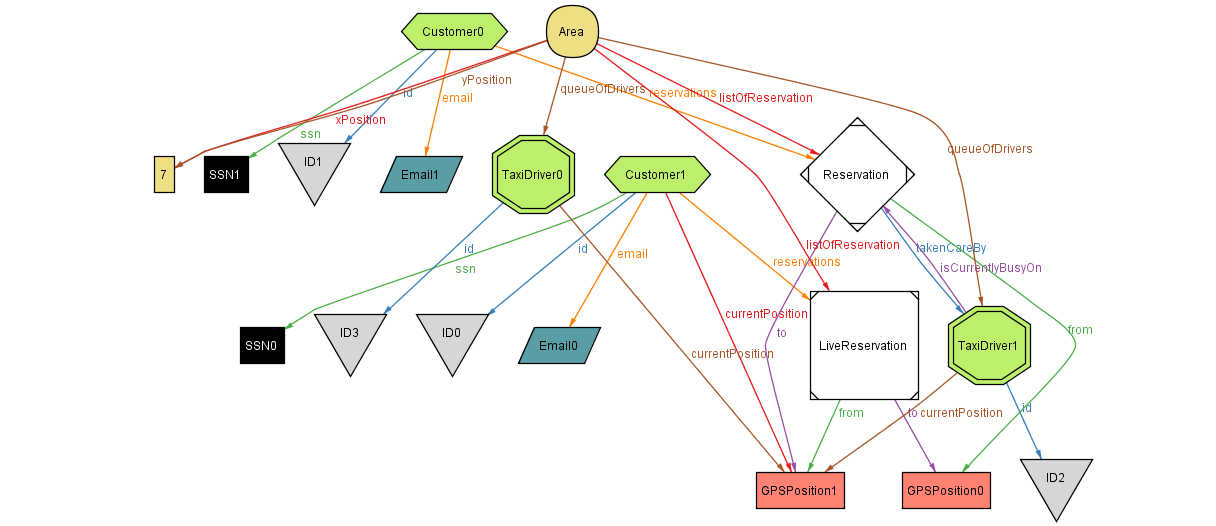 Customer0
Area
yPosition
id
email
queueOfDrivers
reservations
listOfReservation
xPosition
ssn
queueOfDrivers
7
SSN1
ID1
Email1
TaxiDriver0
Customer1
Reservation
id
id
email
ssn
listOfReservation
takenCareBy
reservations
isCurrentlyBusyOn
currentPosition
to
from
SSN0
ID3
ID0
Email0
currentPosition
LiveReservation
TaxiDriver1
from
to
currentPosition
id
GPSPosition1
GPSPosition0
ID2